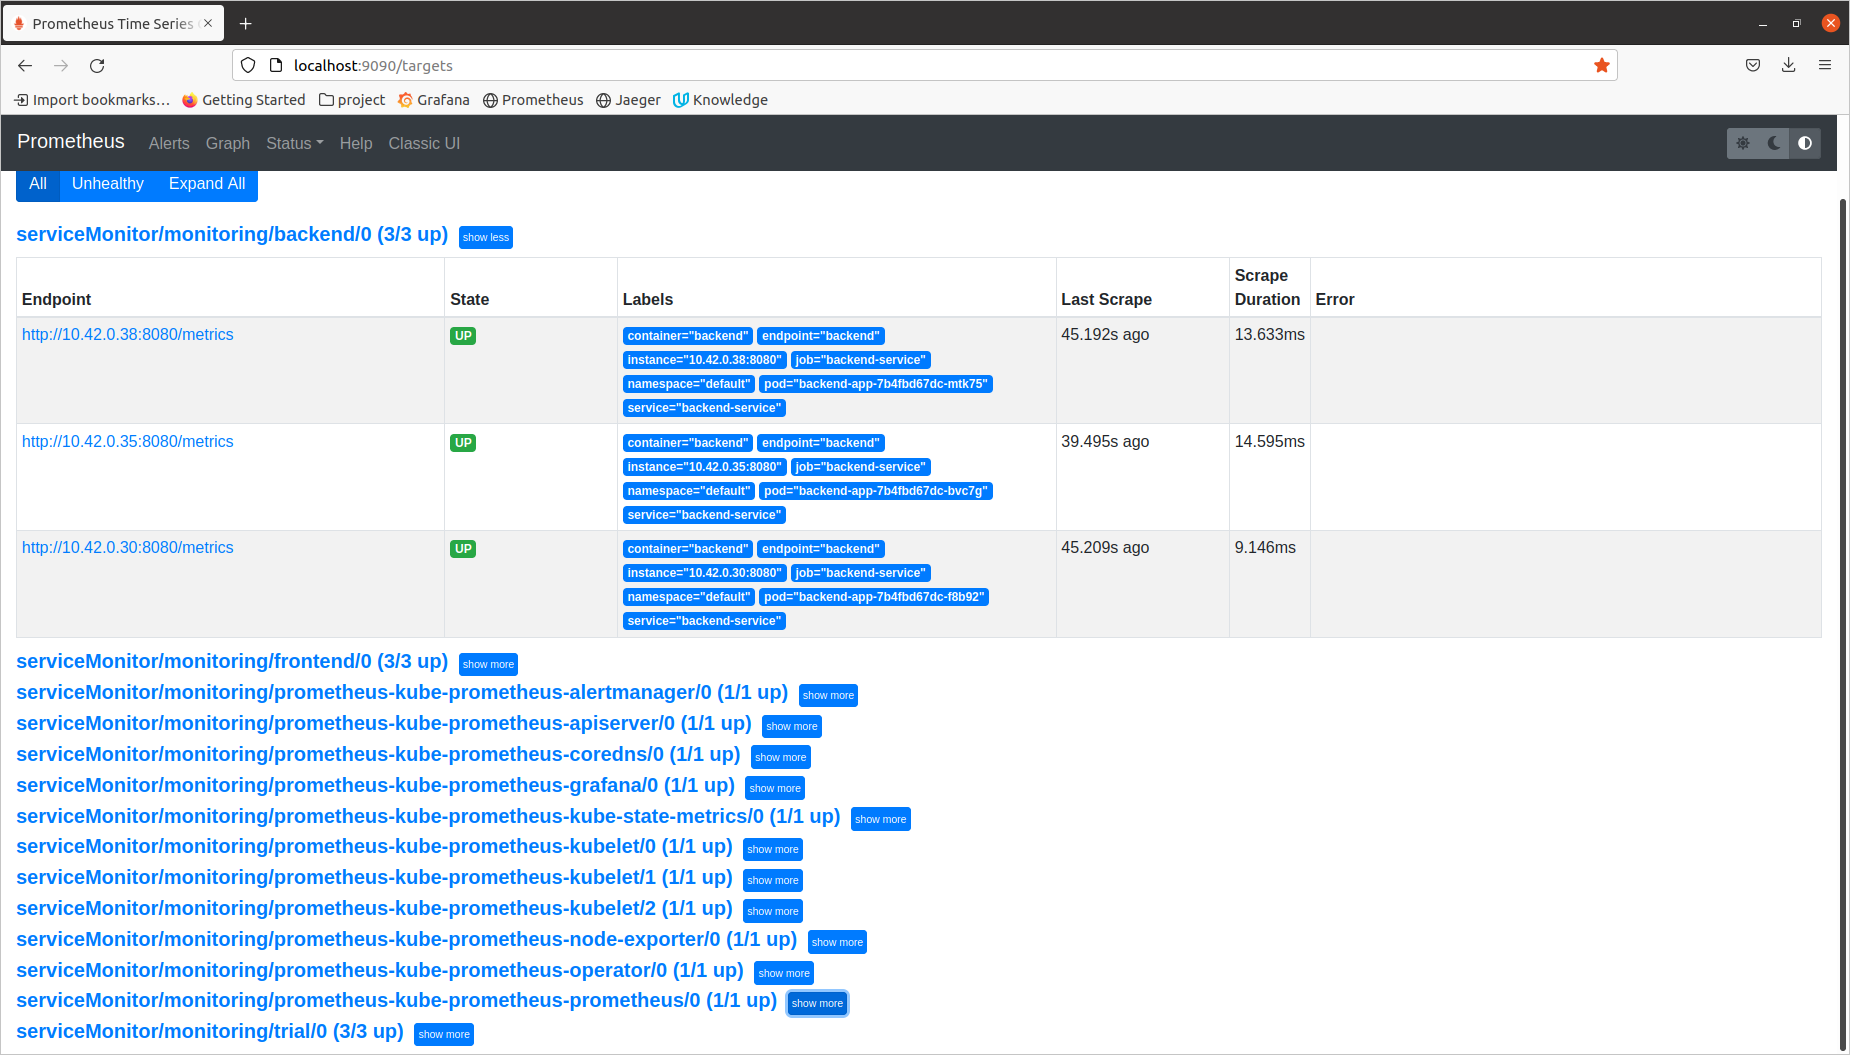 Prometheus Time Series
localhost:9090/targets
Import bookmarks… Getting Started project Grafana Prometheus Jaeger Knowledge
Prometheus Alerts Graph Status Help Classic UI
All Unhealthy Expand All
serviceMonitor/monitoring/backend/0 (3/3 up) show less
Endpoint State Labels Last Scrape Scrape Duration Error
http://10.42.0.38:8080/metrics UP container="backend" endpoint="backend" 45.192s ago 13.633ms
instance="10.42.0.38:8080" job="backend-service"
namespace="default" pod="backend-app-7b4fbd67dc-mtk75"
service="backend-service"
http://10.42.0.35:8080/metrics UP container="backend" endpoint="backend" 39.495s ago 14.595ms
instance="10.42.0.35:8080" job="backend-service"
namespace="default" pod="backend-app-7b4fbd67dc-bvc7g"
service="backend-service"
http://10.42.0.30:8080/metrics UP container="backend" endpoint="backend" 45.209s ago 9.146ms
instance="10.42.0.30:8080" job="backend-service"
namespace="default" pod="backend-app-7b4fbd67dc-f8b92"
service="backend-service"
serviceMonitor/monitoring/frontend/0 (3/3 up) show more
serviceMonitor/monitoring/prometheus-kube-prometheus-alertmanager/0 (1/1 up) show more
serviceMonitor/monitoring/prometheus-kube-prometheus-apiserver/0 (1/1 up) show more
serviceMonitor/monitoring/prometheus-kube-prometheus-coredns/0 (1/1 up) show more
serviceMonitor/monitoring/prometheus-kube-prometheus-grafana/0 (1/1 up) show more
serviceMonitor/monitoring/prometheus-kube-prometheus-kube-state-metrics/0 (1/1 up) show more
serviceMonitor/monitoring/prometheus-kube-prometheus-kubelet/0 (1/1 up) show more
serviceMonitor/monitoring/prometheus-kube-prometheus-kubelet/1 (1/1 up) show more
serviceMonitor/monitoring/prometheus-kube-prometheus-kubelet/2 (1/1 up) show more
serviceMonitor/monitoring/prometheus-kube-prometheus-node-exporter/0 (1/1 up) show more
serviceMonitor/monitoring/prometheus-kube-prometheus-operator/0 (1/1 up) show more
serviceMonitor/monitoring/prometheus-kube-prometheus-prometheus/0 (1/1 up) show more
serviceMonitor/monitoring/trial/0 (3/3 up) show more